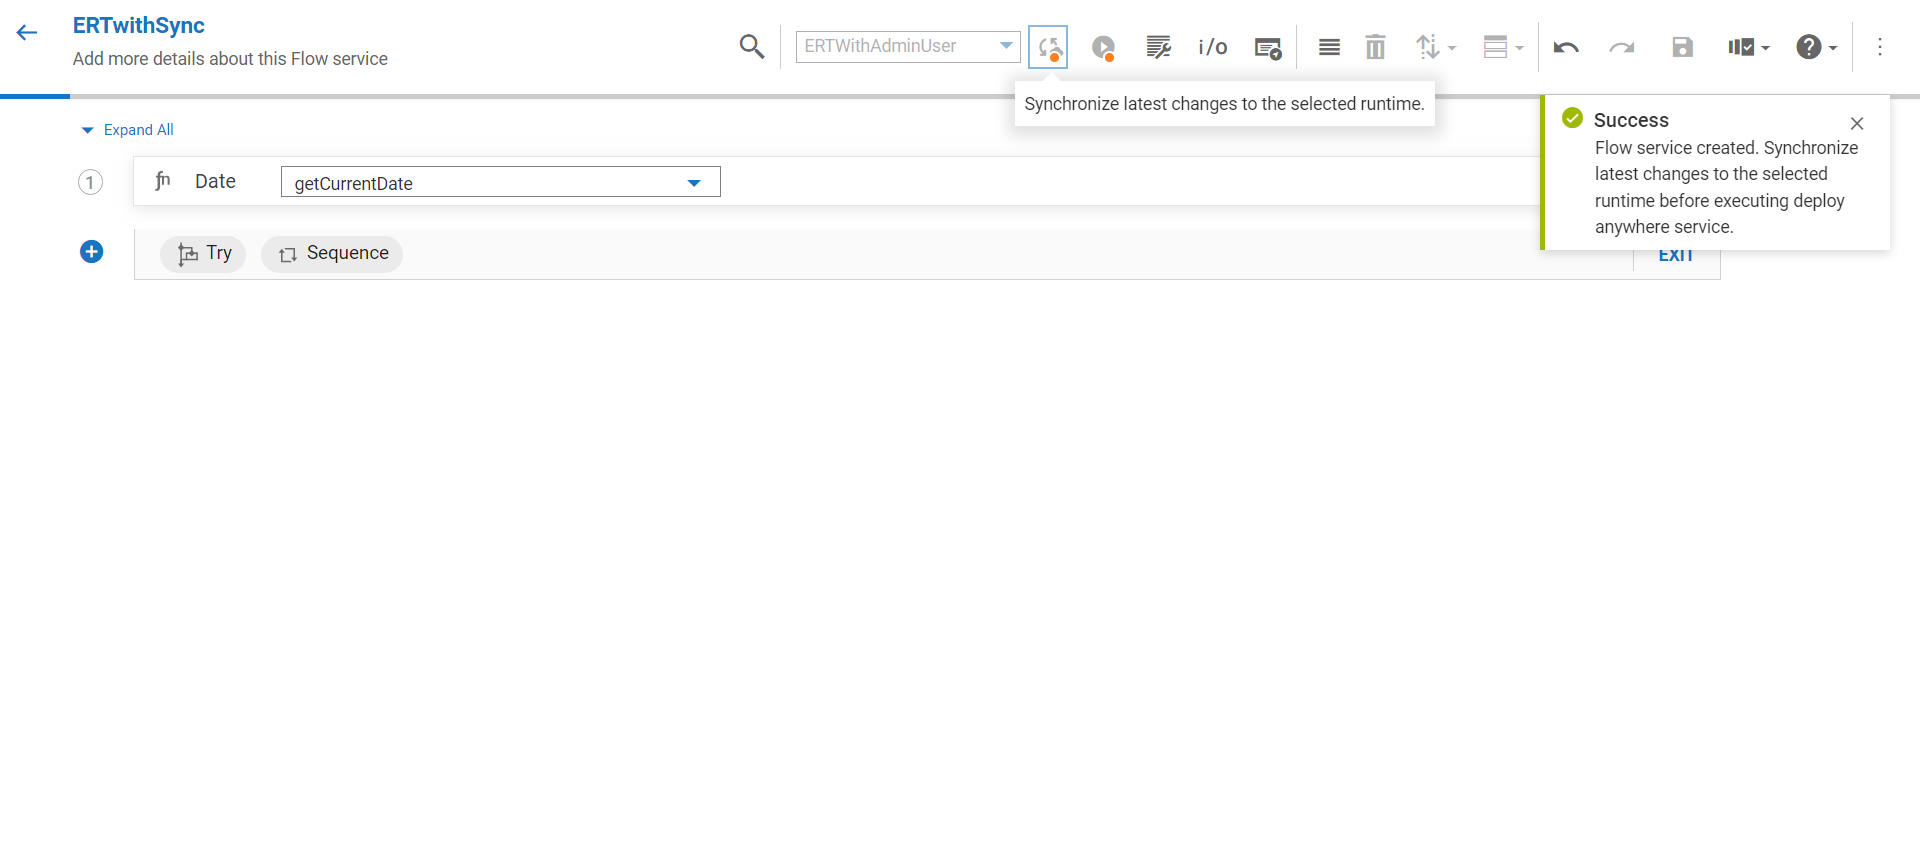 ERTwithSync
Add more details about this Flow service
ERTWithAdminUser
i/o
Synchronize latest changes to the selected runtime.
Success
Flow service created. Synchronize
latest changes to the selected
runtime before executing deploy
anywhere service.
Expand All
1
fn Date getCurrentDate
Try Sequence
EXIT